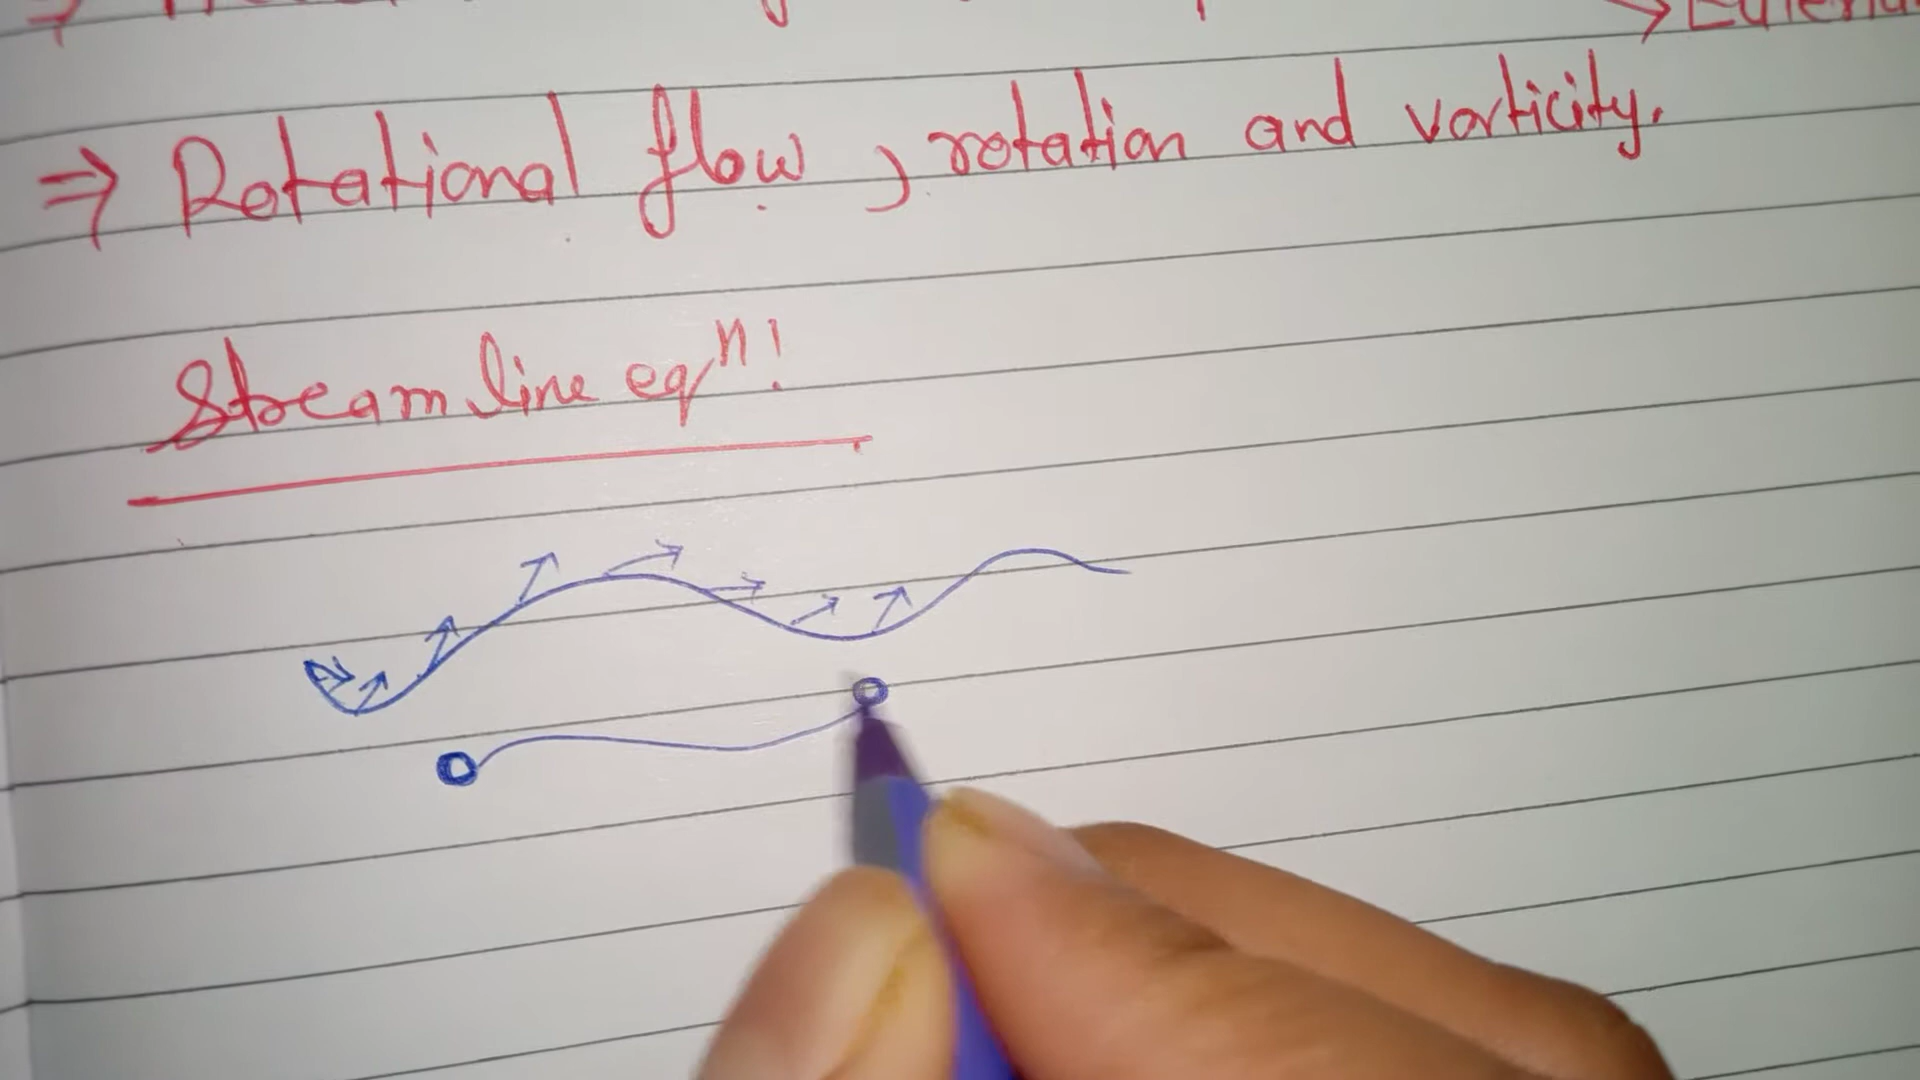 ⇒ Rotational flow, rotation and vorticity.
Stream line eqⁿ: